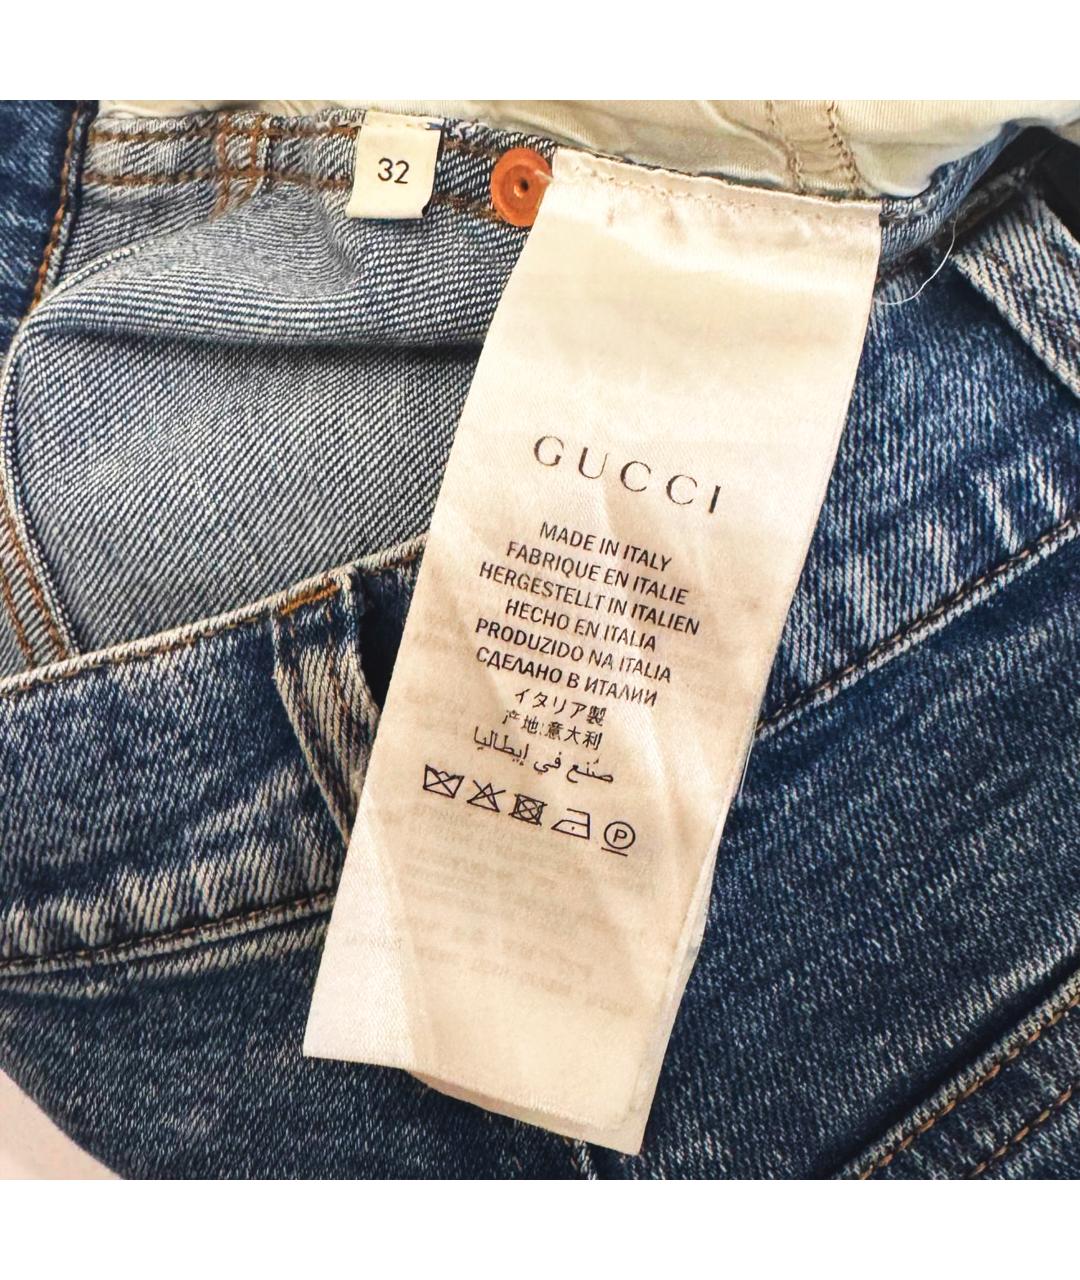 32
GUCCI
MADE IN ITALY
FABRIQUE EN ITALIE
HERGESTELLT IN ITALIEN
HECHO EN ITALIA
PRODUZIDO NA ITALIA
СДЕЛАНО В ИТАЛИИ
イタリア製
产地:意大利
صُنع في إيطاليا
P